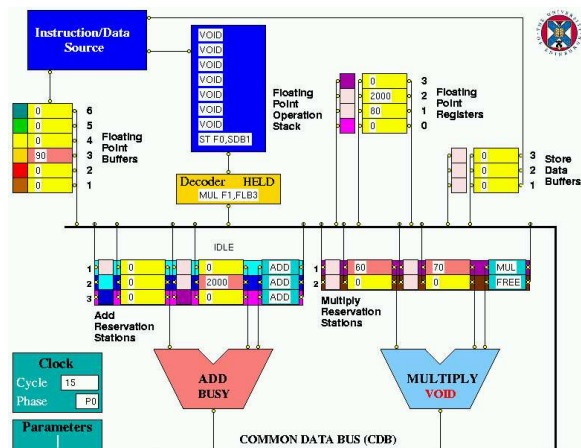 Instruction/Data
Source
VOID
VOID
VOID
VOID
VOID
VOID
VOID
ST F0,SDB1
Floating
Point
Operation
Stack
0 3
2000 2
80 1
0 0
Floating
Point
Registers
0 6
0 5
0 4
90 3
0 2
0 1
Floating
Point
Buffers
0 3
0 2
0 1
Store
Data
Buffers
Decoder HELD
MUL F1,FLB3
IDLE
1 0 0 ADD
2 0 2000 ADD
3 0 0 ADD
Add
Reservation
Stations
1 60 70 MUL
2 0 0 FREE
Multiply
Reservation
Stations
ADD
BUSY
MULTIPLY
VOID
Clock
Cycle 15
Phase P0
Parameters
COMMON DATA BUS (CDB)